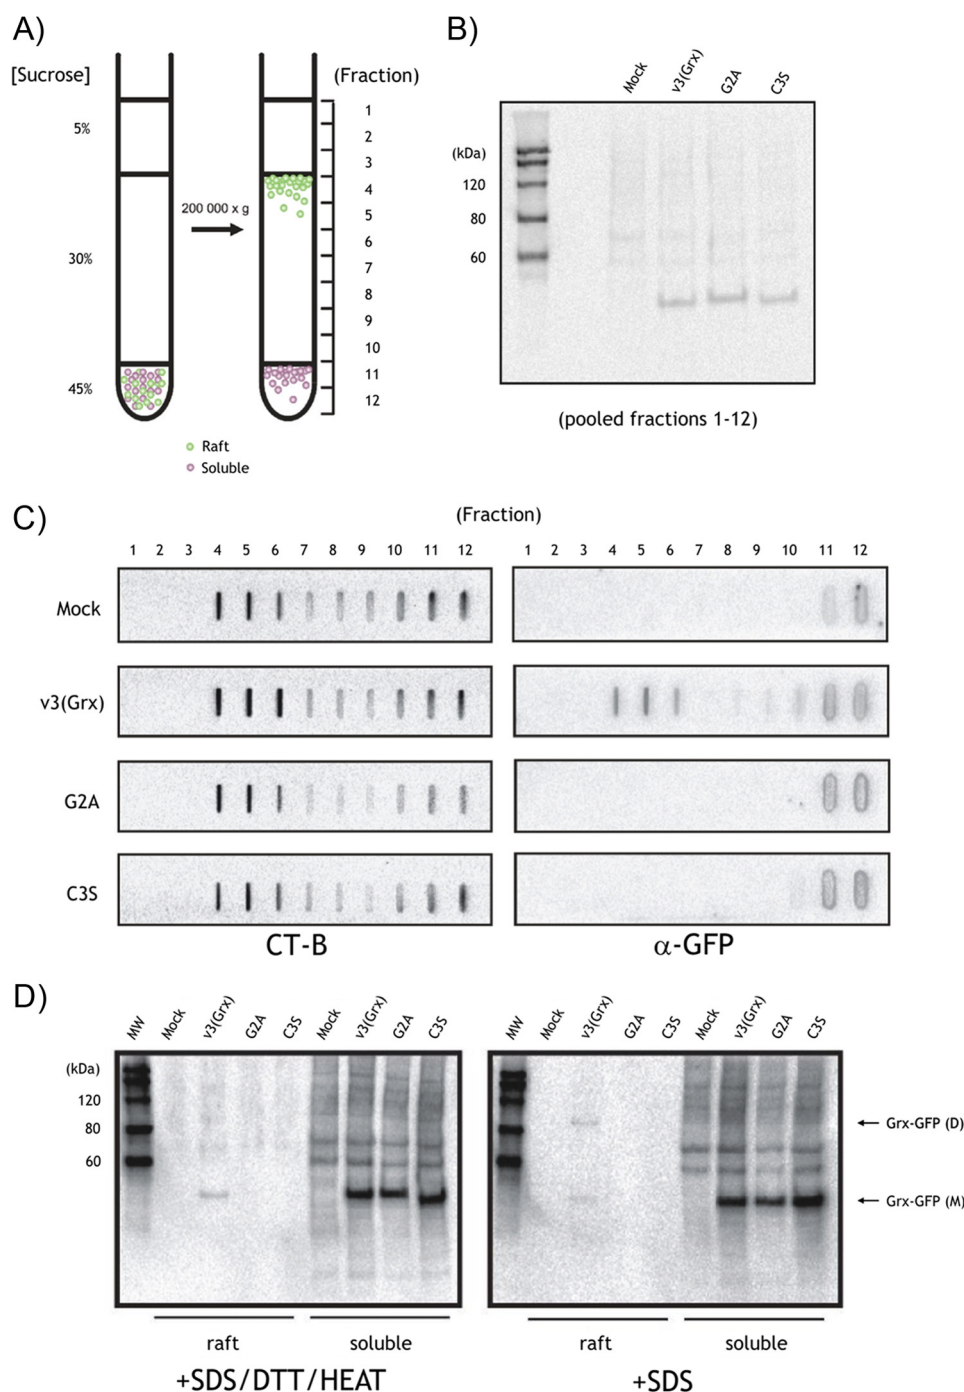 A)
[Sucrose]
(Fraction)
5%
30%
45%
200 000 x g
1
2
3
4
5
6
7
8
9
10
11
12
Raft
Soluble
B)
Mock
v3(Grx)
G2A
C3S
(kDa)
120
80
60
(pooled fractions 1-12)
C)
(Fraction)
1 2 3 4 5 6 7 8 9 10 11 12
1 2 3 4 5 6 7 8 9 10 11 12
Mock
v3(Grx)
G2A
C3S
CT-B
α-GFP
D)
MW Mock v3(Grx) G2A C3S Mock v3(Grx) G2A C3S
MW Mock v3(Grx) G2A C3S Mock v3(Grx) G2A C3S
(kDa)
120
80
60
Grx-GFP (D)
Grx-GFP (M)
raft soluble
raft soluble
+SDS/DTT/HEAT
+SDS